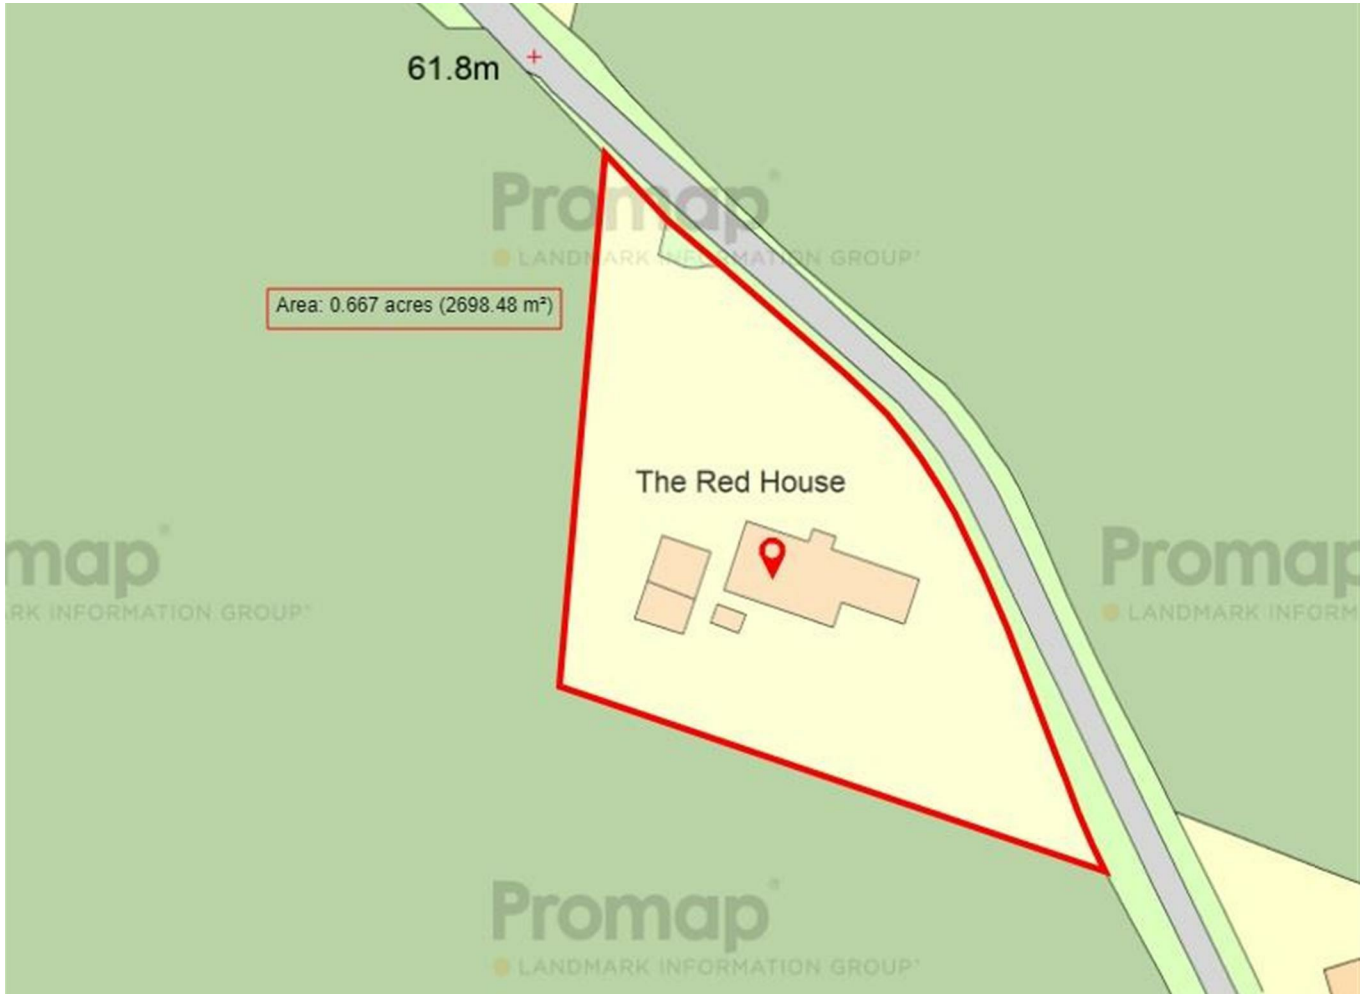 61.8m
Promap
LANDMARK INFORMATION GROUP
Area: 0.667 acres (2698.48 m²)
The Red House
map
RK INFORMATION GROUP
Promap
LANDMARK INFORM
Promap
LANDMARK INFORMATION GROUP